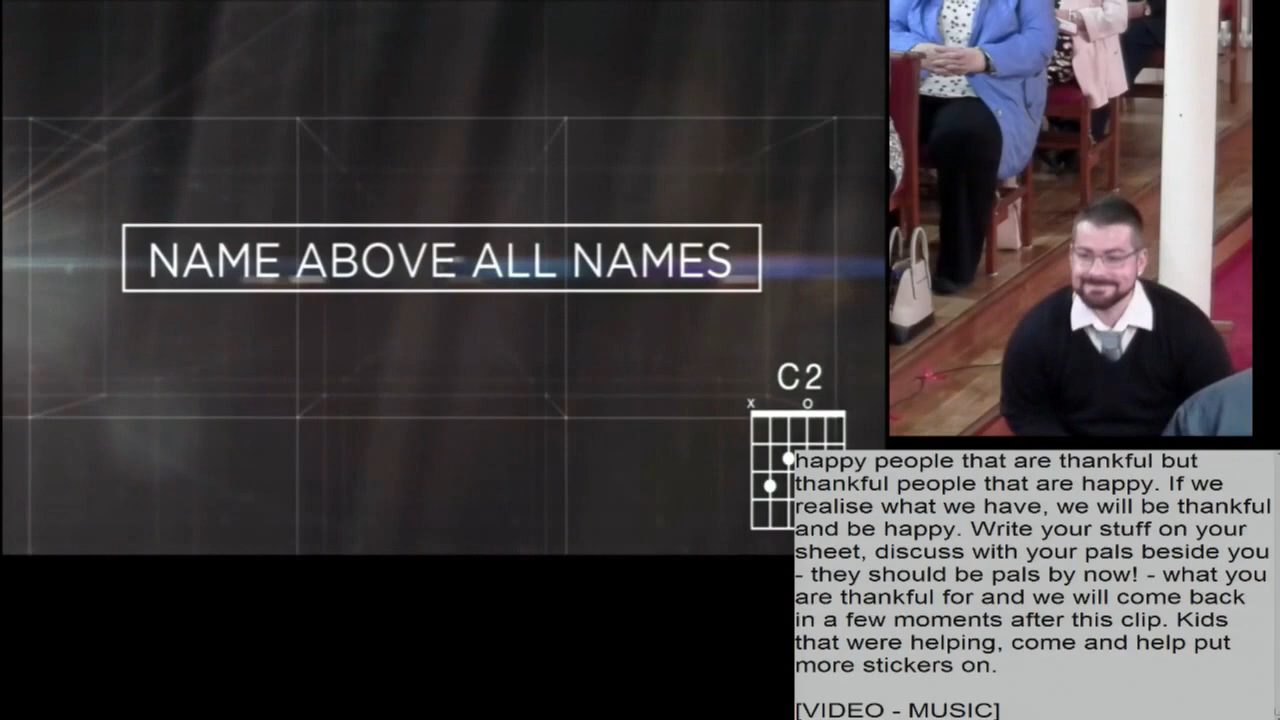 NAME ABOVE ALL NAMES
C2
x o
happy people that are thankful but
thankful people that are happy. If we
realise what we have, we will be thankful
and be happy. Write your stuff on your
sheet, discuss with your pals beside you
- they should be pals by now! - what you
are thankful for and we will come back
in a few moments after this clip. Kids
that were helping, come and help put
more stickers on.
[VIDEO - MUSIC]